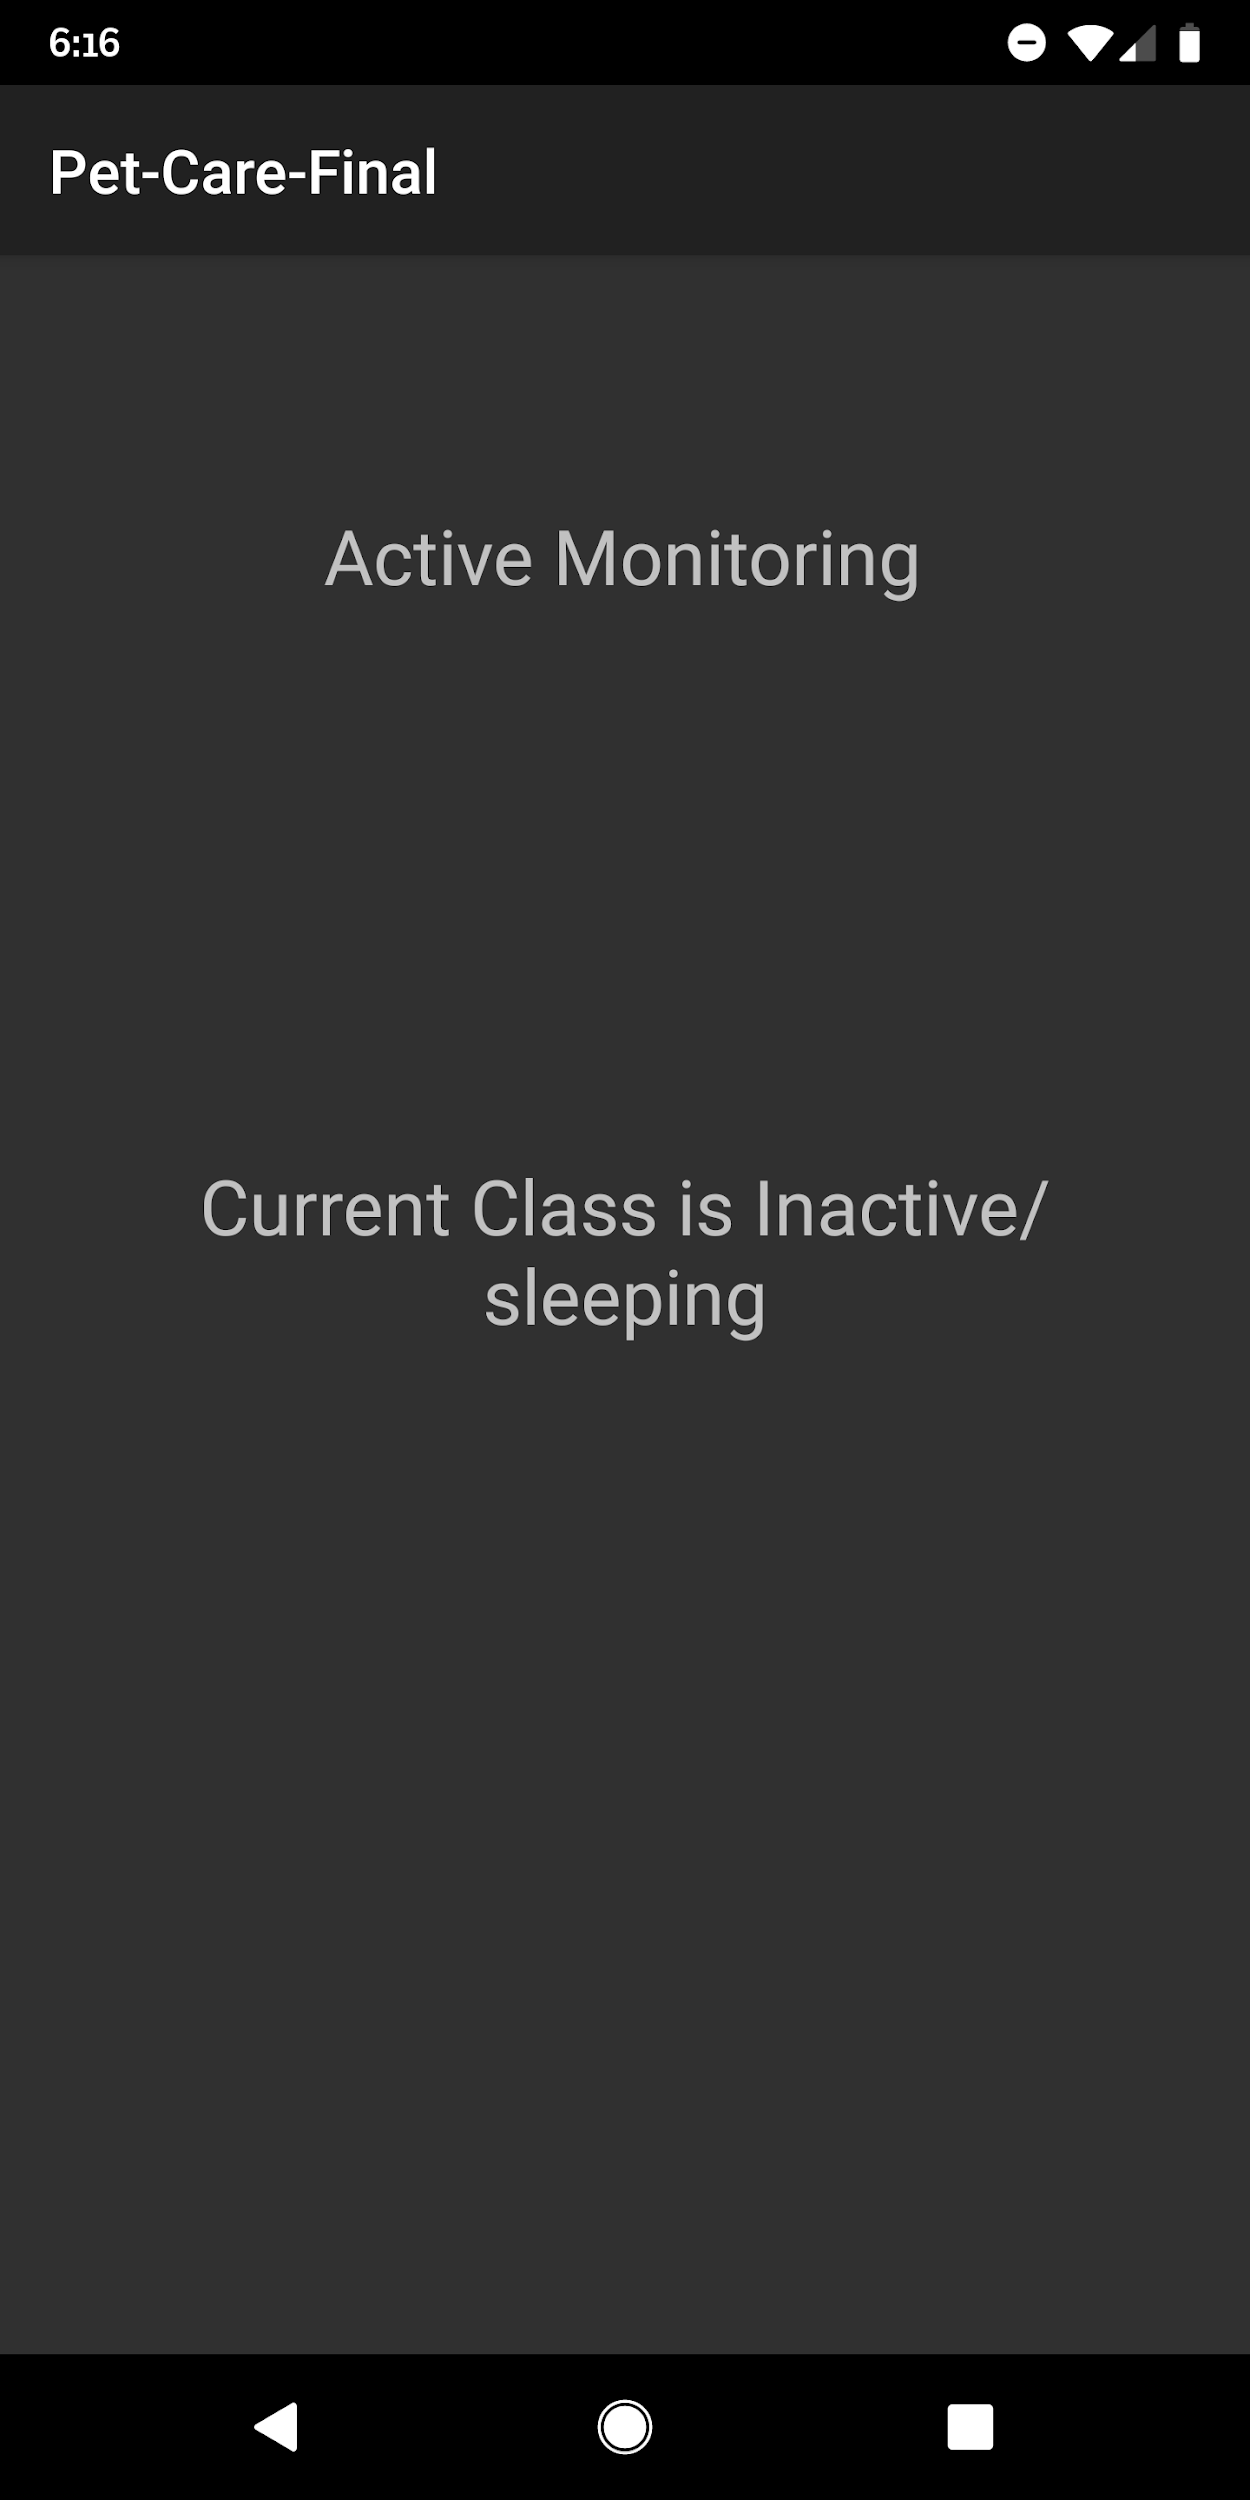 6:16
Pet-Care-Final
Active Monitoring
Current Class is Inactive/
sleeping